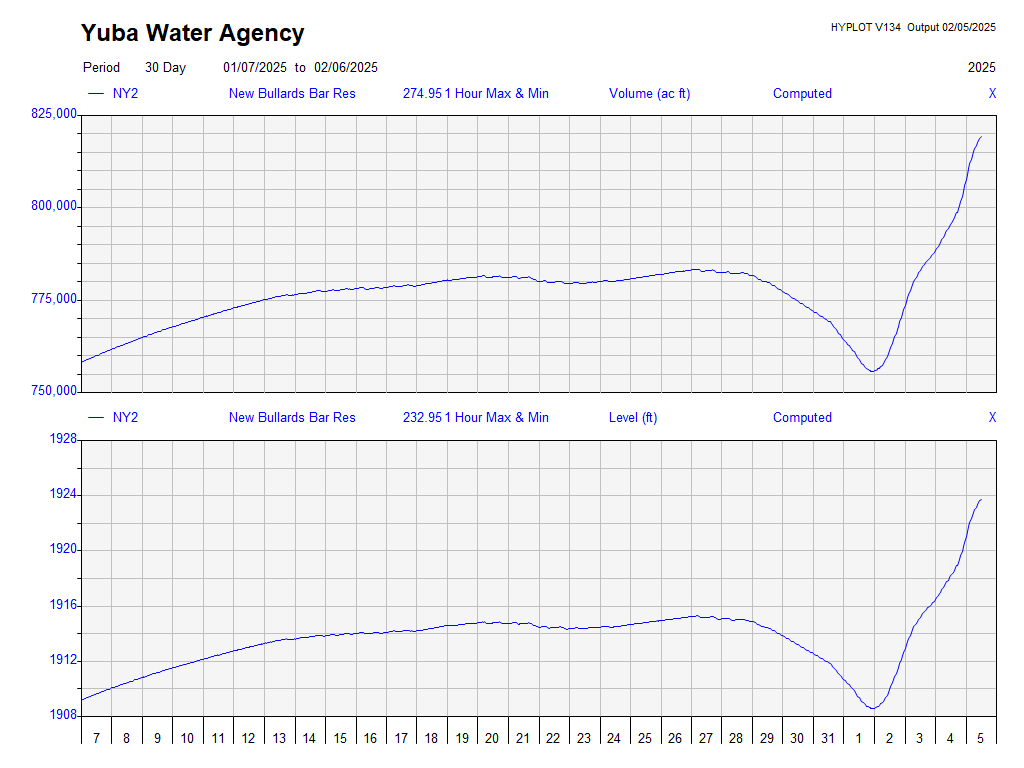 Yuba Water Agency
HYPLOT V134 Output 02/05/2025
Period 30 Day 01/07/2025 to 02/06/2025 2025
NY2 New Bullards Bar Res 274.95 1 Hour Max & Min Volume (ac ft) Computed X
825,000
800,000
775,000
750,000
NY2 New Bullards Bar Res 232.95 1 Hour Max & Min Level (ft) Computed X
1928
1924
1920
1916
1912
1908
7 8 9 10 11 12 13 14 15 16 17 18 19 20 21 22 23 24 25 26 27 28 29 30 31 1 2 3 4 5